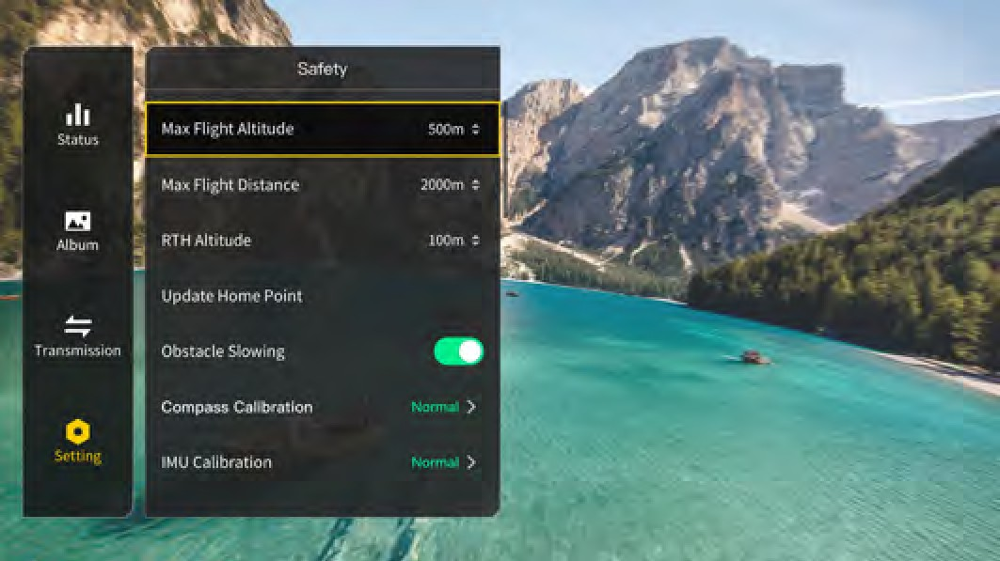 Safety
Status
Album
Transmission
Setting
Max Flight Altitude 500m
Max Flight Distance 2000m
RTH Altitude 100m
Update Home Point
Obstacle Slowing
Compass Calibration Normal
IMU Calibration Normal